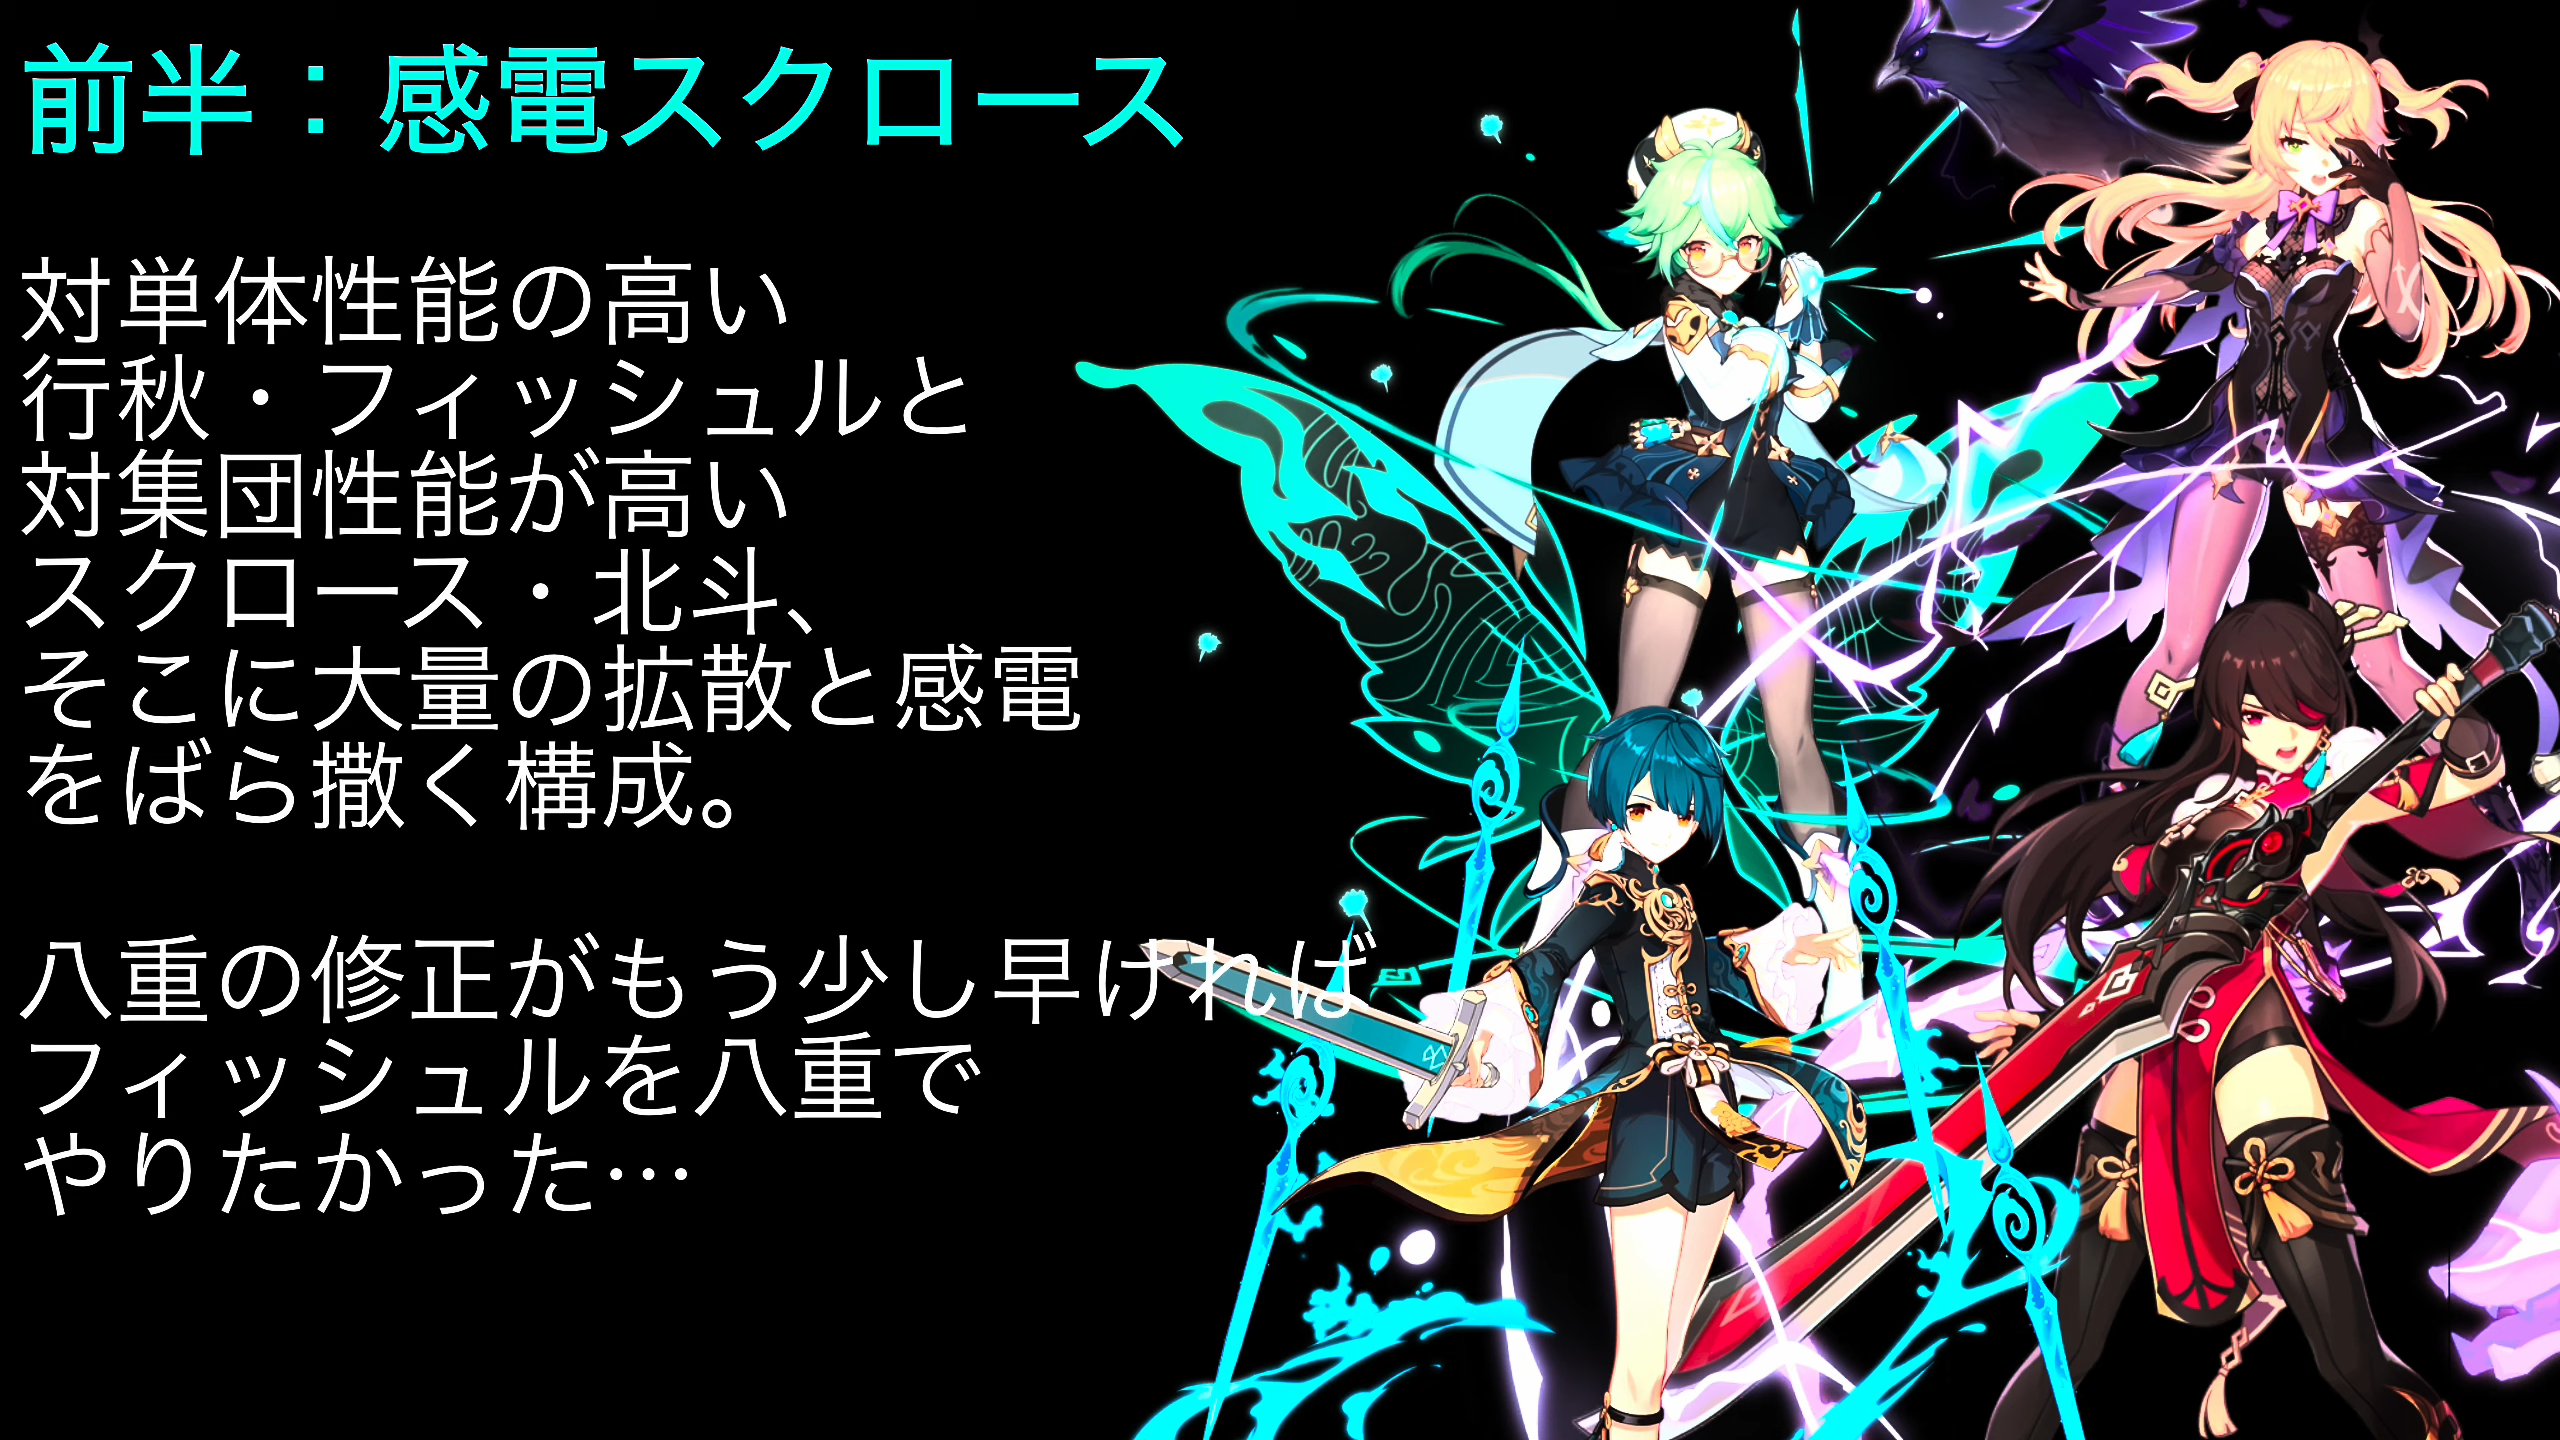 前半：感電スクロース
対単体性能の高い
行秋・フィッシュルと
対集団性能が高い
スクロース・北斗、
そこに大量の拡散と感電
をばら撒く構成。
八重の修正がもう少し早ければ
フィッシュルを八重で
やりたかった…